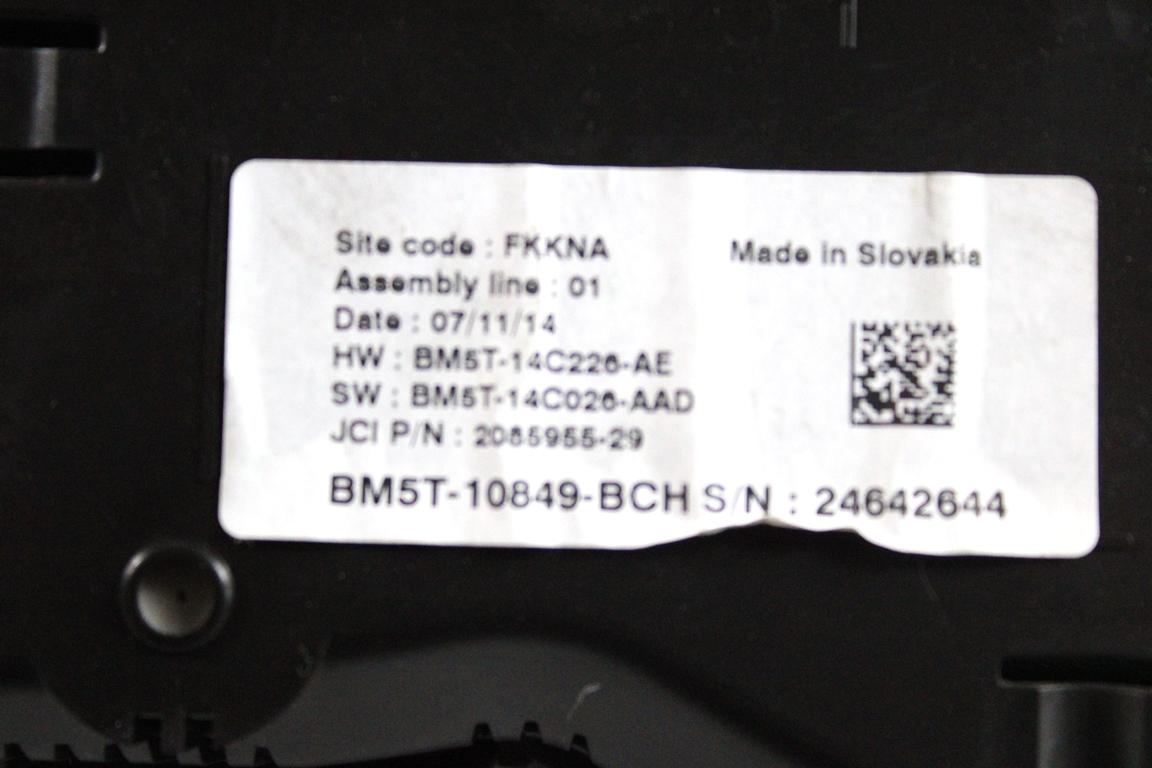 Site code : FKKNA
Made in Slovakia
Assembly line : 01
Date : 07/11/14
HW : BM5T-14C226-AE
SW : BM5T-14C026-AAD
JCI P/N : 2085955-29
BM5T-10849-BCH S/N : 24642644